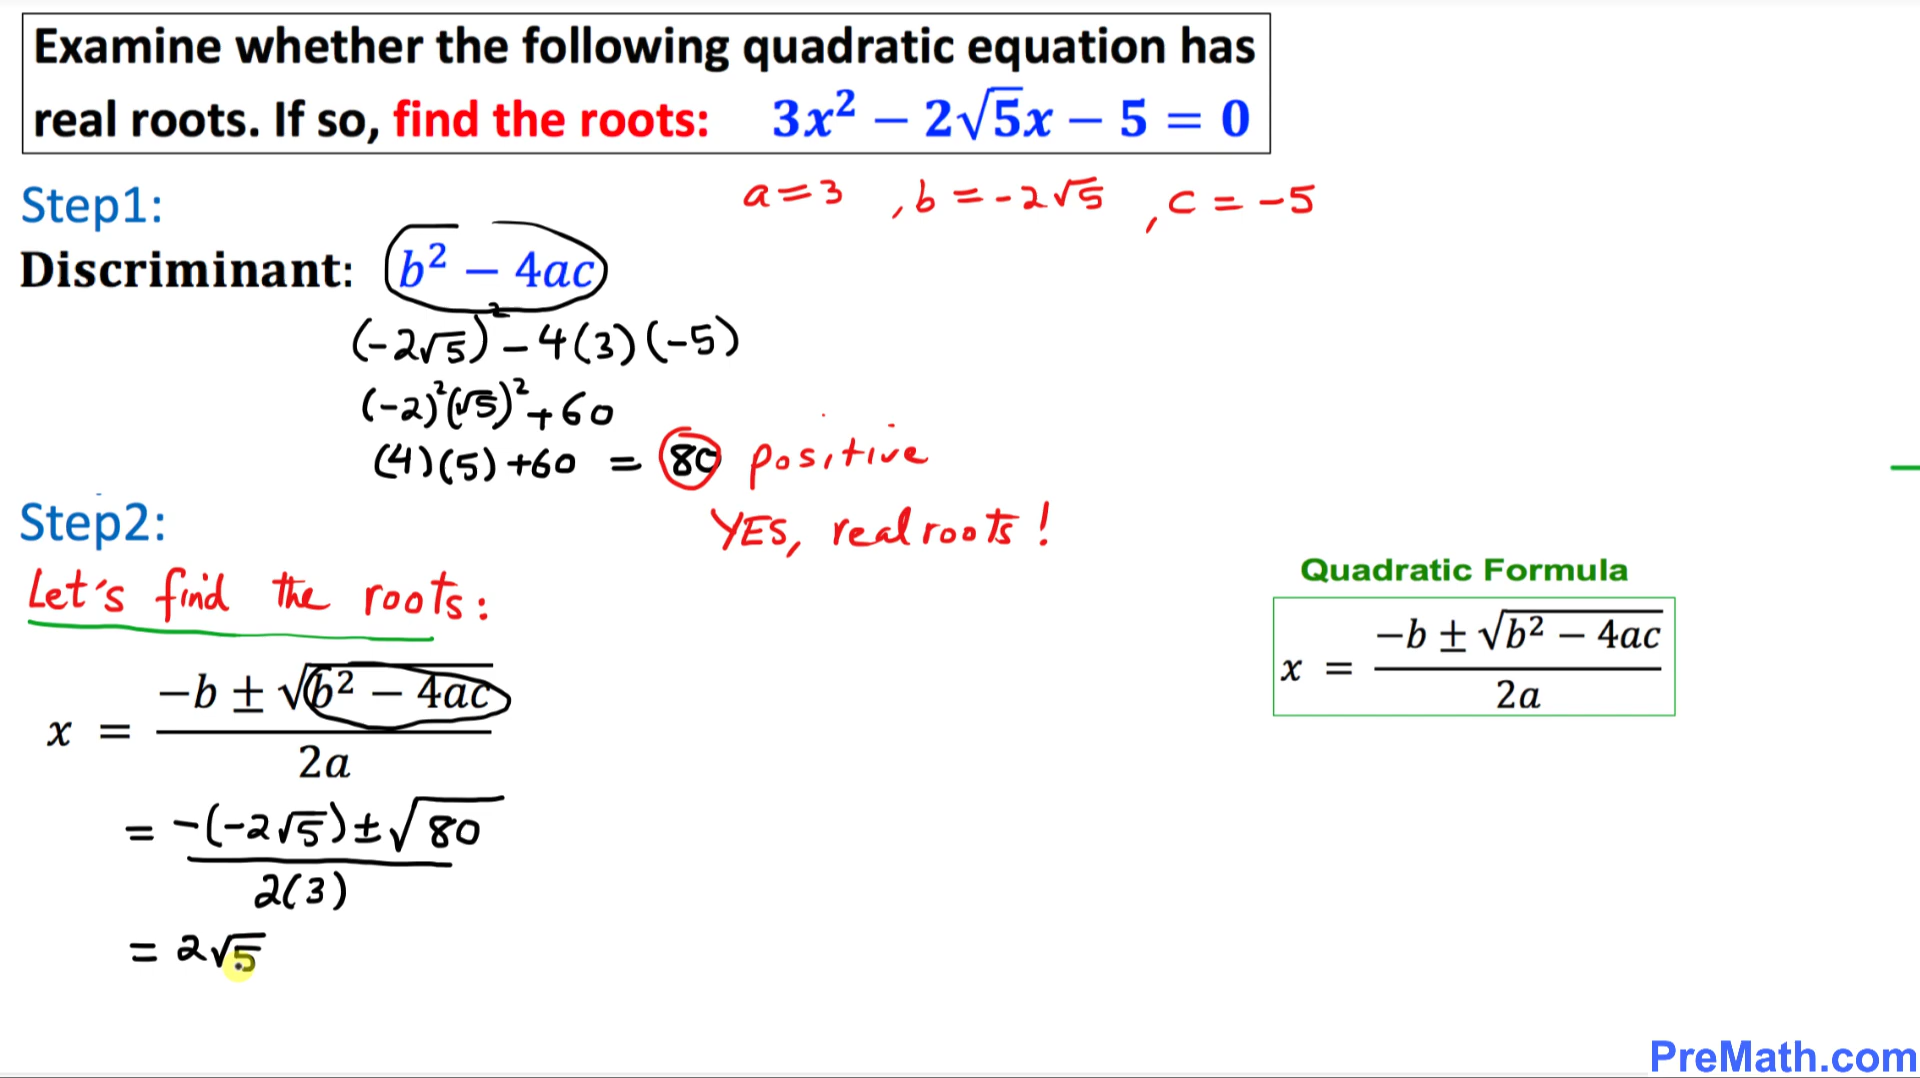 Examine whether the following quadratic equation has
real roots. If so, find the roots: 3x² − 2√5x − 5 = 0
a = 3 , b = -2√5 , c = -5
Step1:
Discriminant: b² − 4ac
(-2√5)² - 4(3)(-5)
(-2)²(√5)² + 60
(4)(5) + 60 = 80 positive
YES, real roots!
Step2:
Let's find the roots:
x = (−b ± √(b² − 4ac)) / 2a
= (-(-2√5) ± √80) / 2(3)
= 2√5
Quadratic Formula
x = (−b ± √(b² − 4ac)) / 2a
PreMath.com